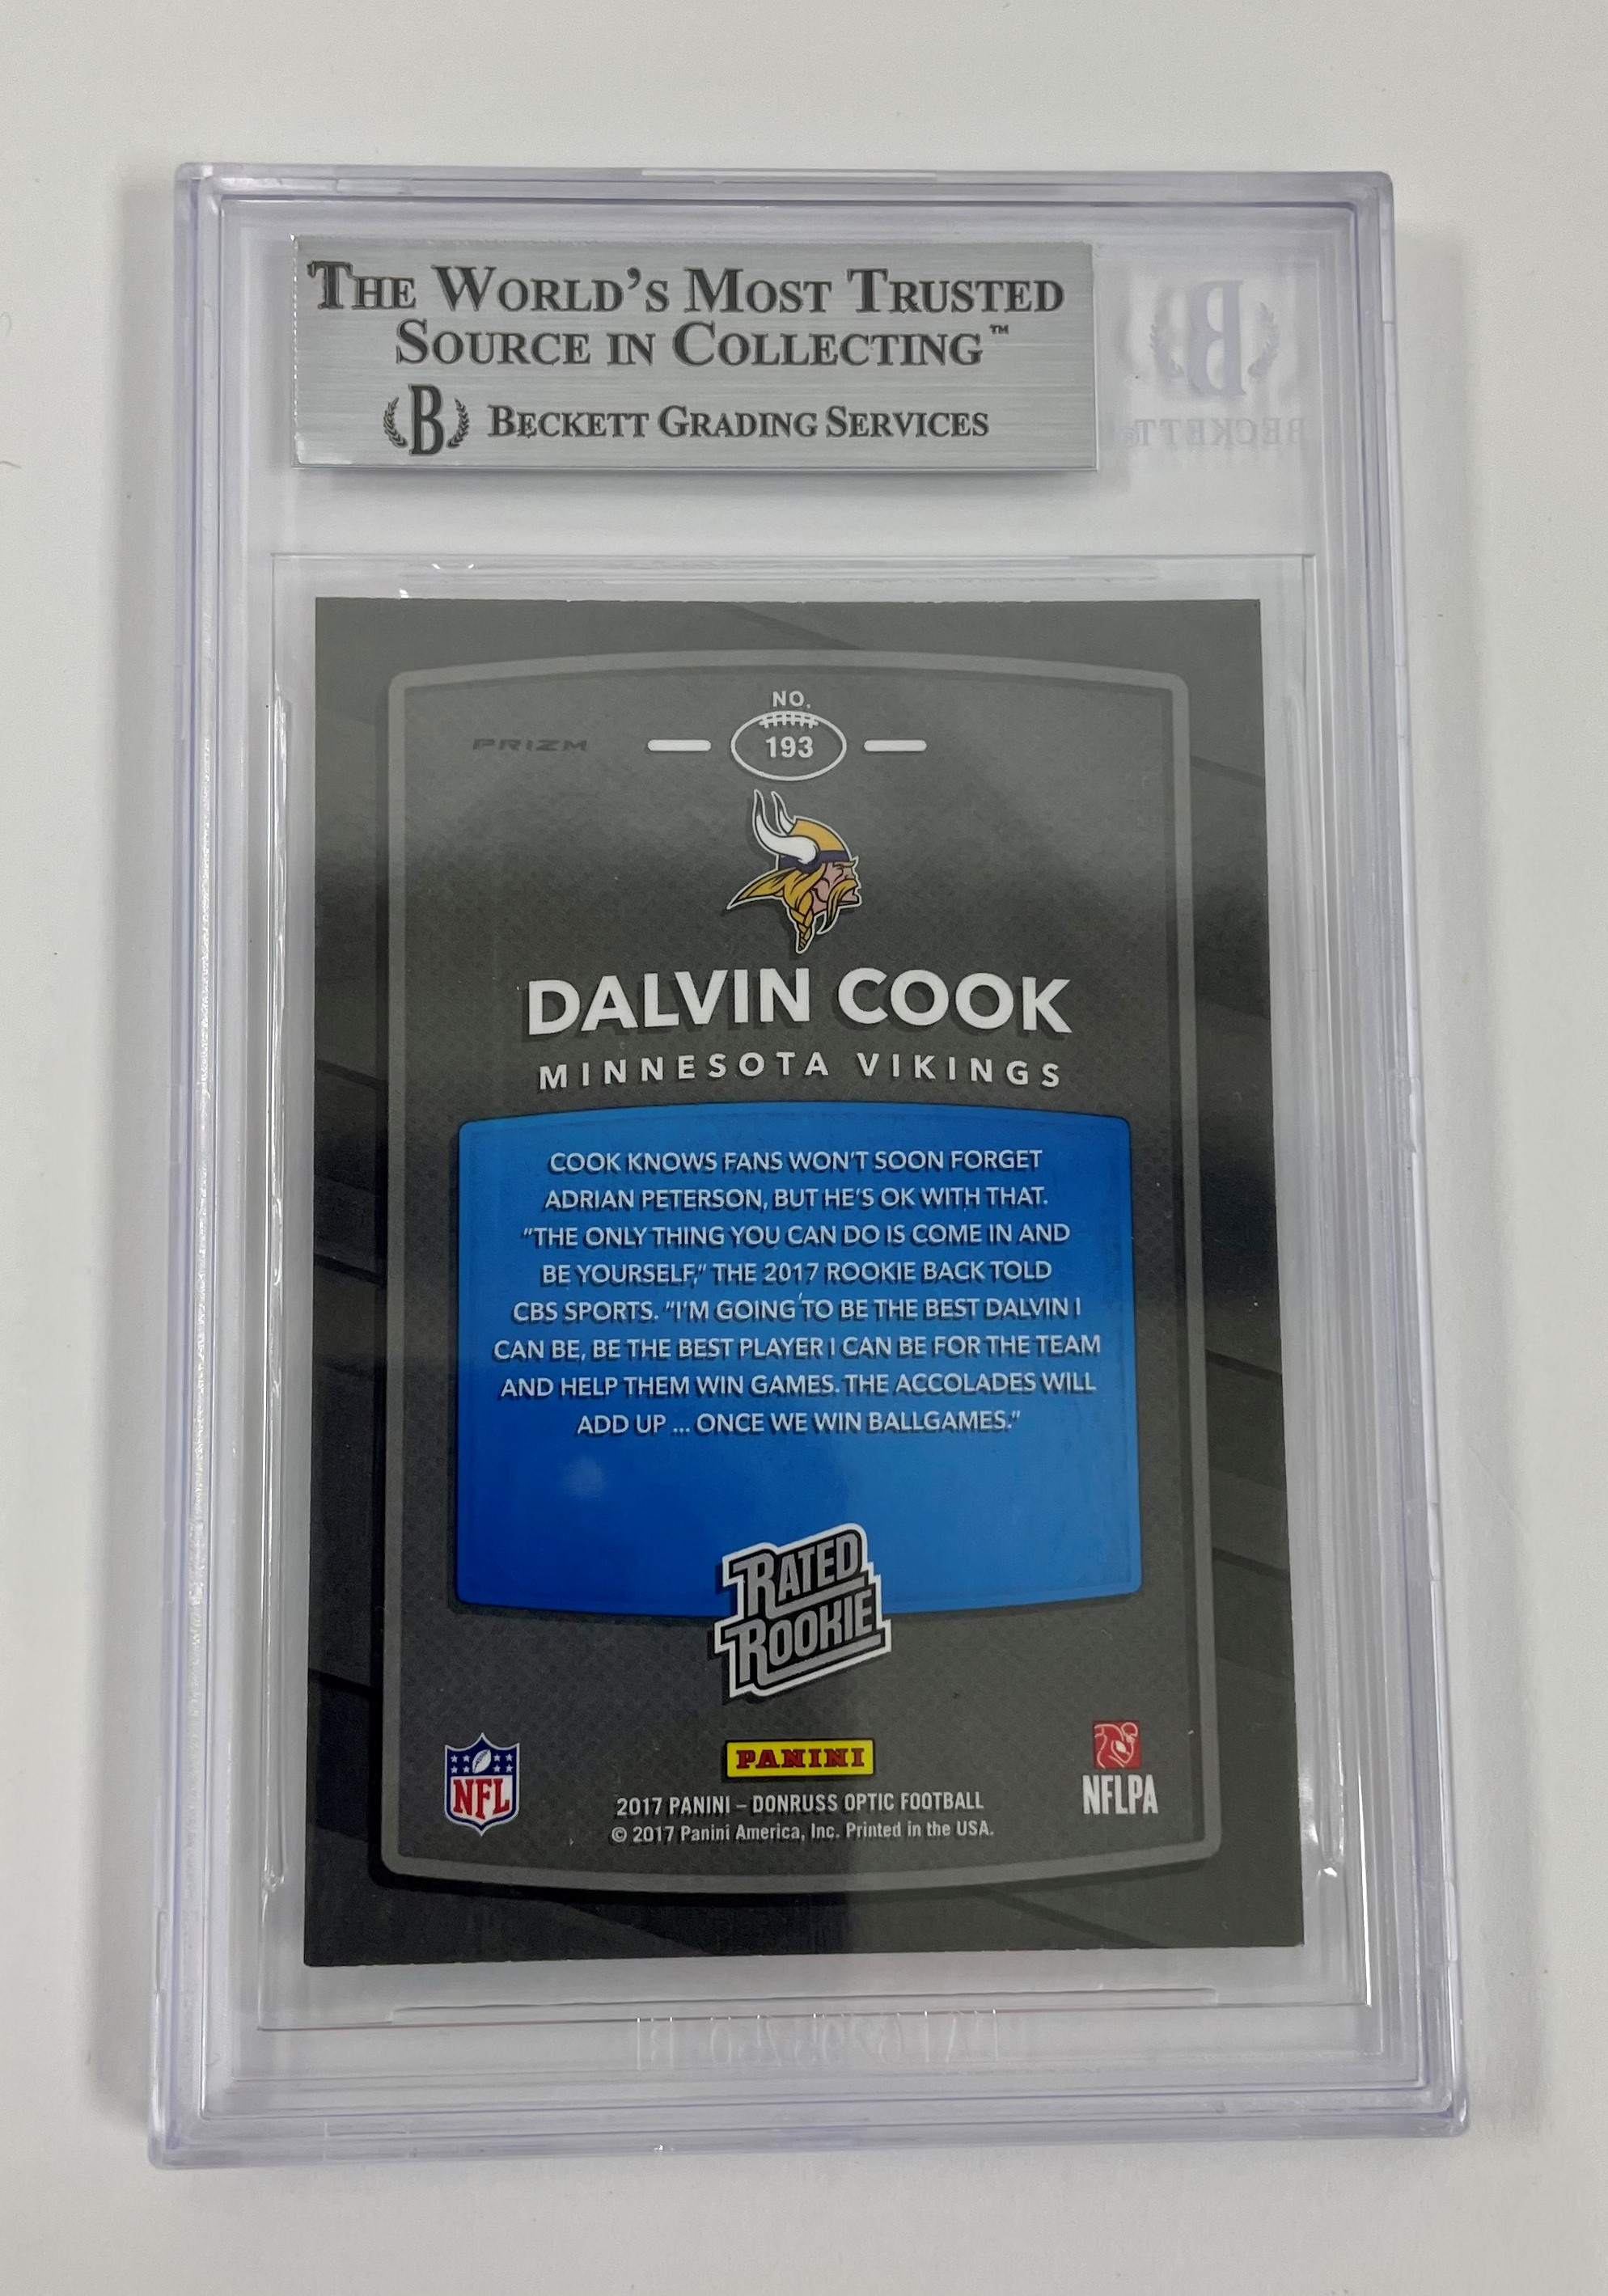 THE WORLD'S MOST TRUSTED
SOURCE IN COLLECTING™
B BECKETT GRADING SERVICES
B
BECKETT
NO.
PRIZM
193
DALVIN COOK
MINNESOTA VIKINGS
COOK KNOWS FANS WON'T SOON FORGET
ADRIAN PETERSON, BUT HE'S OK WITH THAT.
"THE ONLY THING YOU CAN DO IS COME IN AND
BE YOURSELF," THE 2017 ROOKIE BACK TOLD
CBS SPORTS. "I'M GOING TO BE THE BEST DALVIN I
CAN BE, BE THE BEST PLAYER I CAN BE FOR THE TEAM
AND HELP THEM WIN GAMES. THE ACCOLADES WILL
ADD UP ... ONCE WE WIN BALLGAMES."
RATED
ROOKIE
NFL
PANINI
NFLPA
2017 PANINI – DONRUSS OPTIC FOOTBALL
© 2017 Panini America, Inc. Printed in the USA.